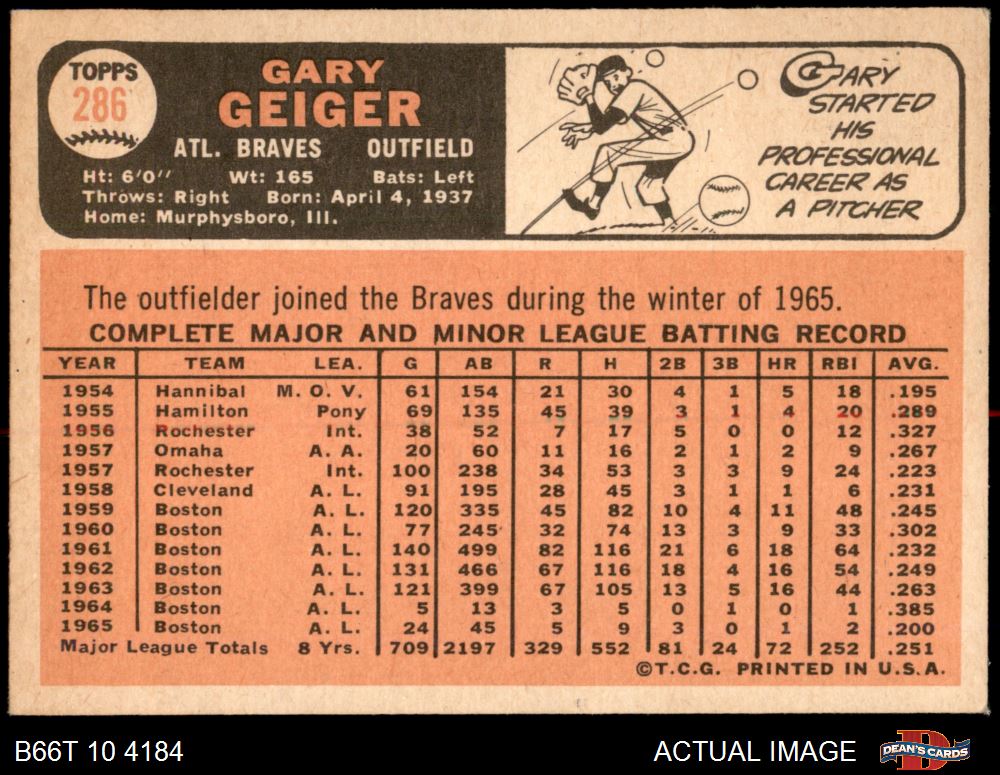 TOPPS
286
GARY
GEIGER
ATL. BRAVES OUTFIELD
Ht: 6'0" Wt: 165 Bats: Left
Throws: Right Born: April 4, 1937
Home: Murphysboro, Ill.
GARY
STARTED
HIS
PROFESSIONAL
CAREER AS
A PITCHER
The outfielder joined the Braves during the winter of 1965.
COMPLETE MAJOR AND MINOR LEAGUE BATTING RECORD
YEAR TEAM LEA. G AB R H 2B 3B HR RBI AVG.
1954 Hannibal M. O. V. 61 154 21 30 4 1 5 18 .195
1955 Hamilton Pony 69 135 45 39 3 1 4 20 .289
1956 Rochester Int. 38 52 7 17 5 0 0 12 .327
1957 Omaha A. A. 20 60 11 16 2 1 2 9 .267
1957 Rochester Int. 100 238 34 53 3 3 9 24 .223
1958 Cleveland A. L. 91 195 28 45 3 1 1 6 .231
1959 Boston A. L. 120 335 45 82 10 4 11 48 .245
1960 Boston A. L. 77 245 32 74 13 3 9 33 .302
1961 Boston A. L. 140 499 82 116 21 6 18 64 .232
1962 Boston A. L. 131 466 67 116 18 4 16 54 .249
1963 Boston A. L. 121 399 67 105 13 5 16 44 .263
1964 Boston A. L. 5 13 3 5 0 1 0 1 .385
1965 Boston A. L. 24 45 5 9 3 0 1 2 .200
Major League Totals 8 Yrs. 709 2197 329 552 81 24 72 252 .251
©T.C.G. PRINTED IN U.S.A.
B66T 10 4184
ACTUAL IMAGE
DEAN'S CARDS